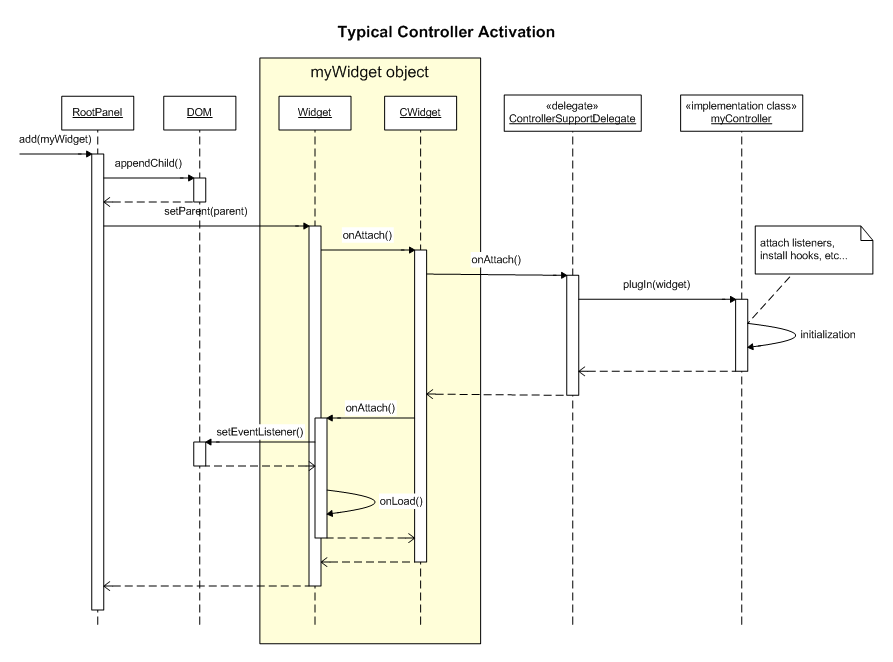 Typical Controller Activation
myWidget object
RootPanel
DOM
Widget
CWidget
«delegate»
ControllerSupportDelegate
«implementation class»
myController
add(myWidget)
appendChild()
setParent(parent)
onAttach()
onAttach()
attach listeners,
install hooks, etc...
plugIn(widget)
initialization
onAttach()
setEventListener()
onLoad()